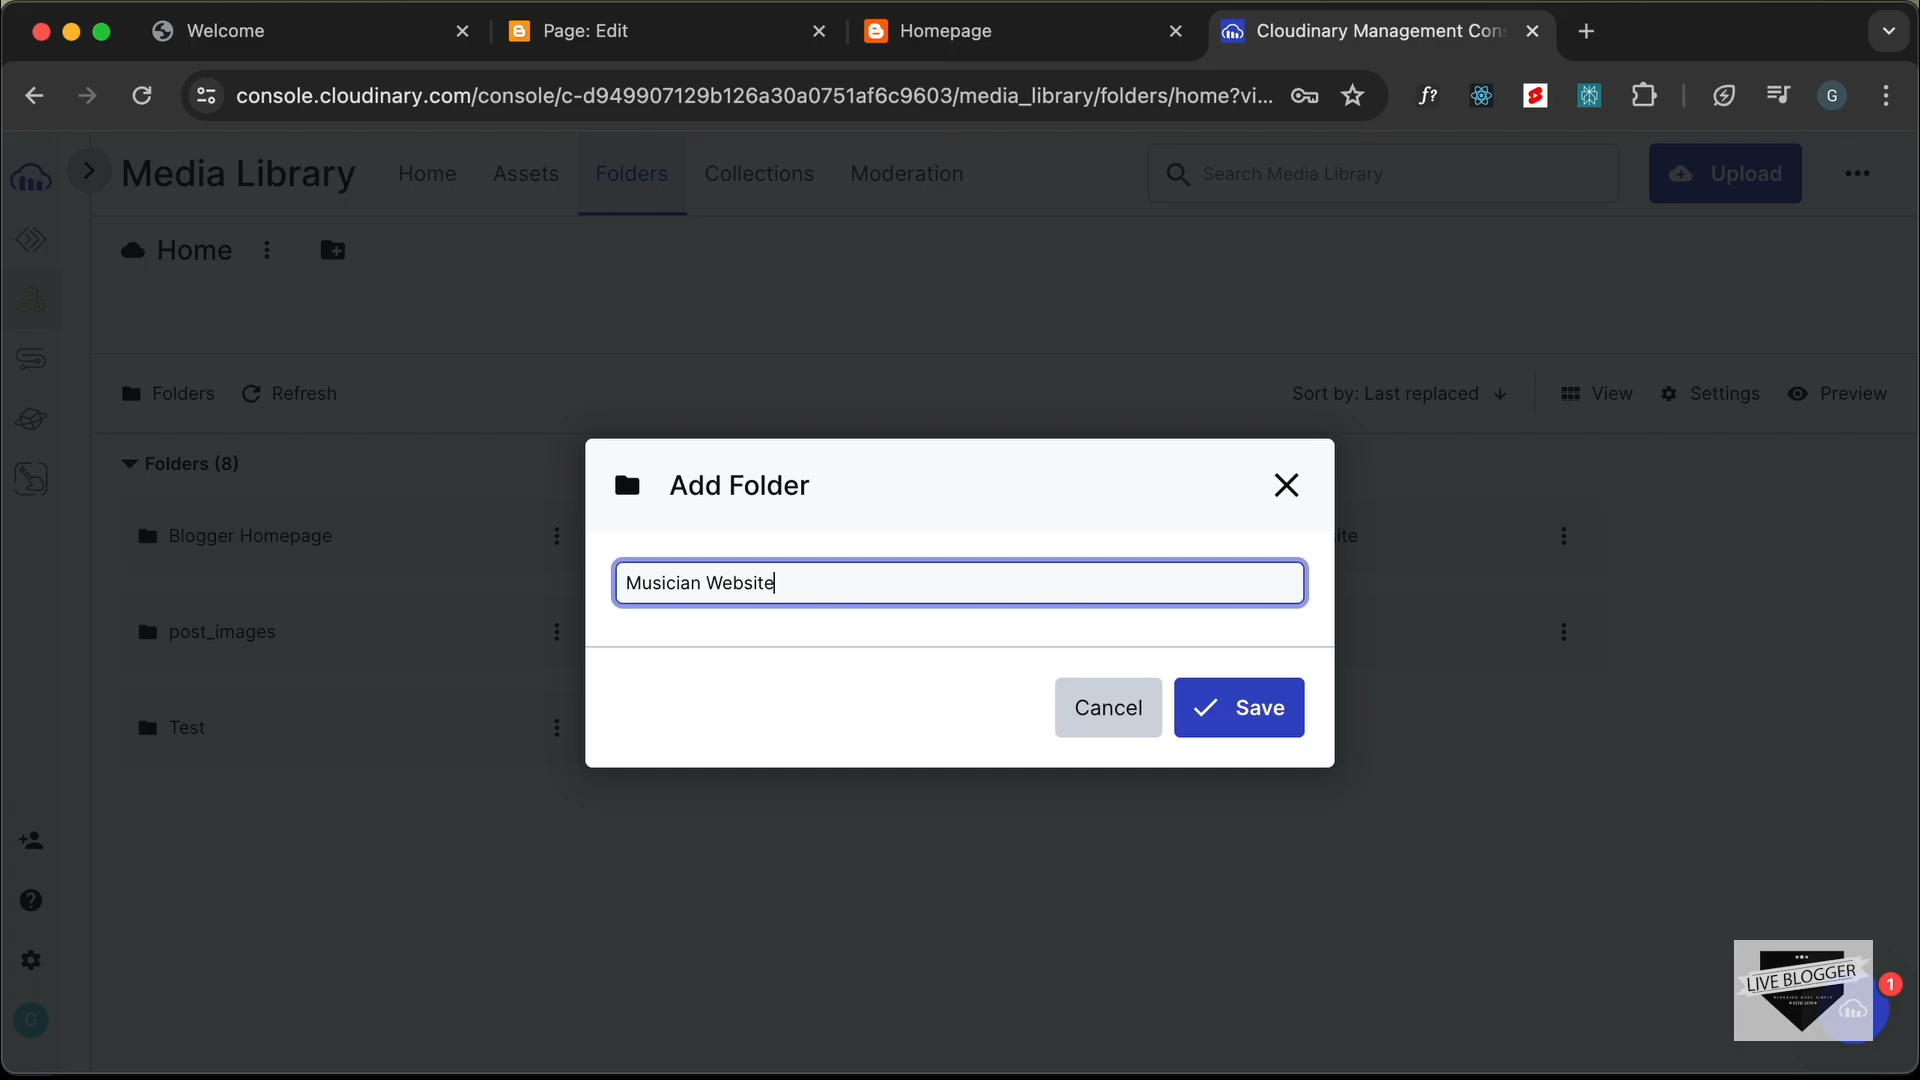 Welcome
Page: Edit
Homepage
Cloudinary Management Con
console.cloudinary.com/console/c-d949907129b126a30a0751af6c9603/media_library/folders/home?vi...
f?
G
Media Library
Home
Assets
Folders
Collections
Moderation
Search Media Library
Upload
Home
Folders
Refresh
Sort by: Last replaced
View
Settings
Preview
Folders (8)
Blogger Homepage
ite
post_images
Test
Add Folder
Musician Website
Cancel
Save
G
LIVE BLOGGER
1